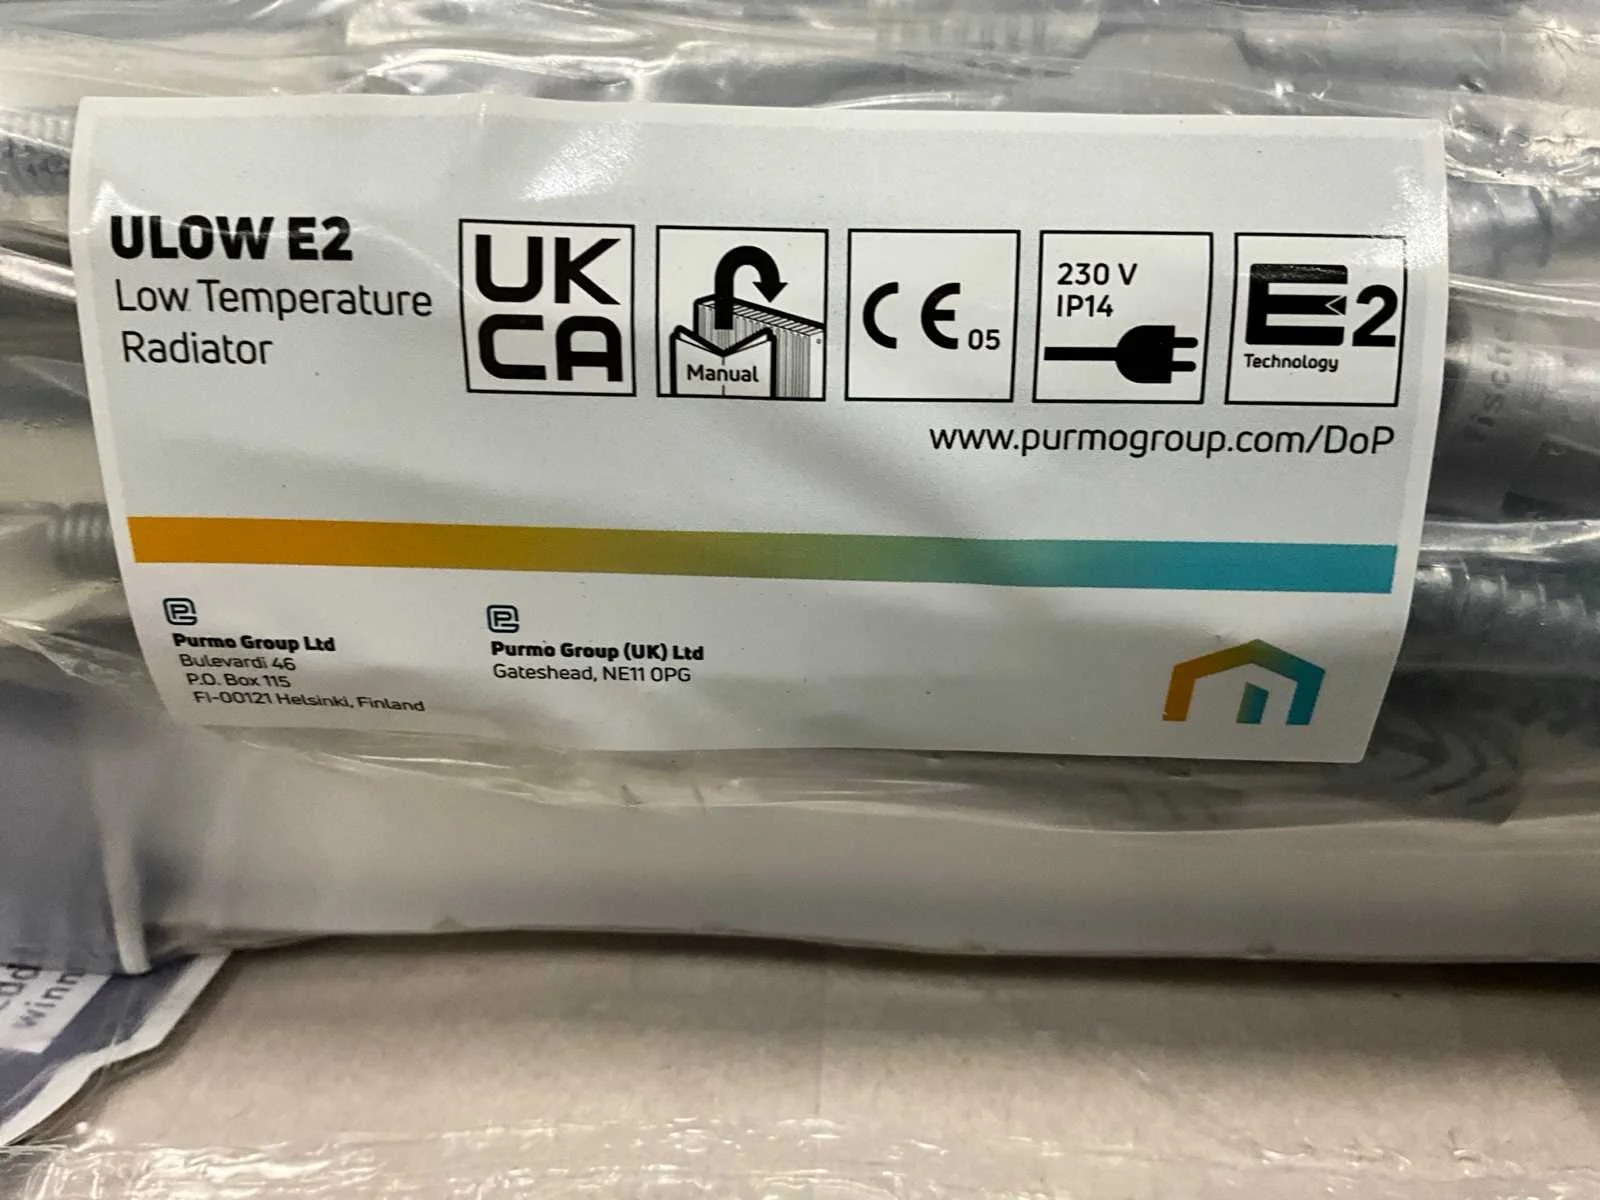 ULOW E2
Low Temperature
Radiator
UK
CA
Manual
CE 05
230 V
IP14
E2
Technology
www.purmogroup.com/DoP
Purmo Group Ltd
Bulevardi 46
P.O. Box 115
FI-00121 Helsinki, Finland
Purmo Group (UK) Ltd
Gateshead, NE11 0PG